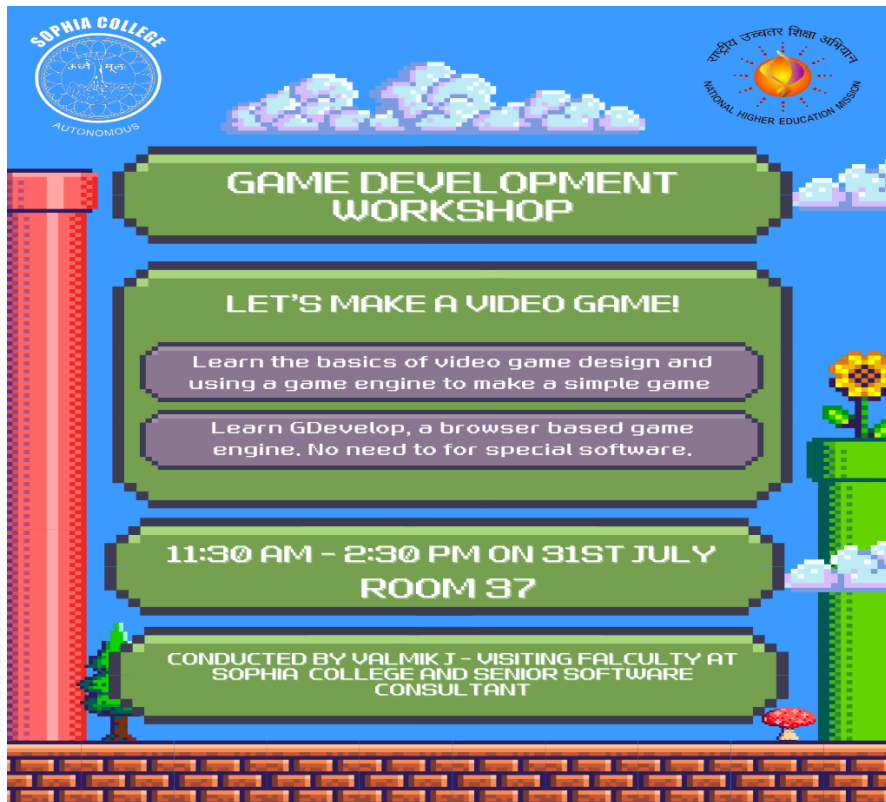 SOPHIA COLLEGE
ऊर्ध्व मूलः
AUTONOMOUS
राष्ट्रीय उच्चतर शिक्षा अभियान
NATIONAL HIGHER EDUCATION MISSION
GAME DEVELOPMENT
WORKSHOP
LET'S MAKE A VIDEO GAME!
Learn the basics of video game design and
using a game engine to make a simple game
Learn GDevelop, a browser based game
engine. No need to for special software.
11:30 AM - 2:30 PM ON 31ST JULY
ROOM 37
CONDUCTED BY VALMIK J - VISITING FALCULTY AT
SOPHIA COLLEGE AND SENIOR SOFTWARE
CONSULTANT